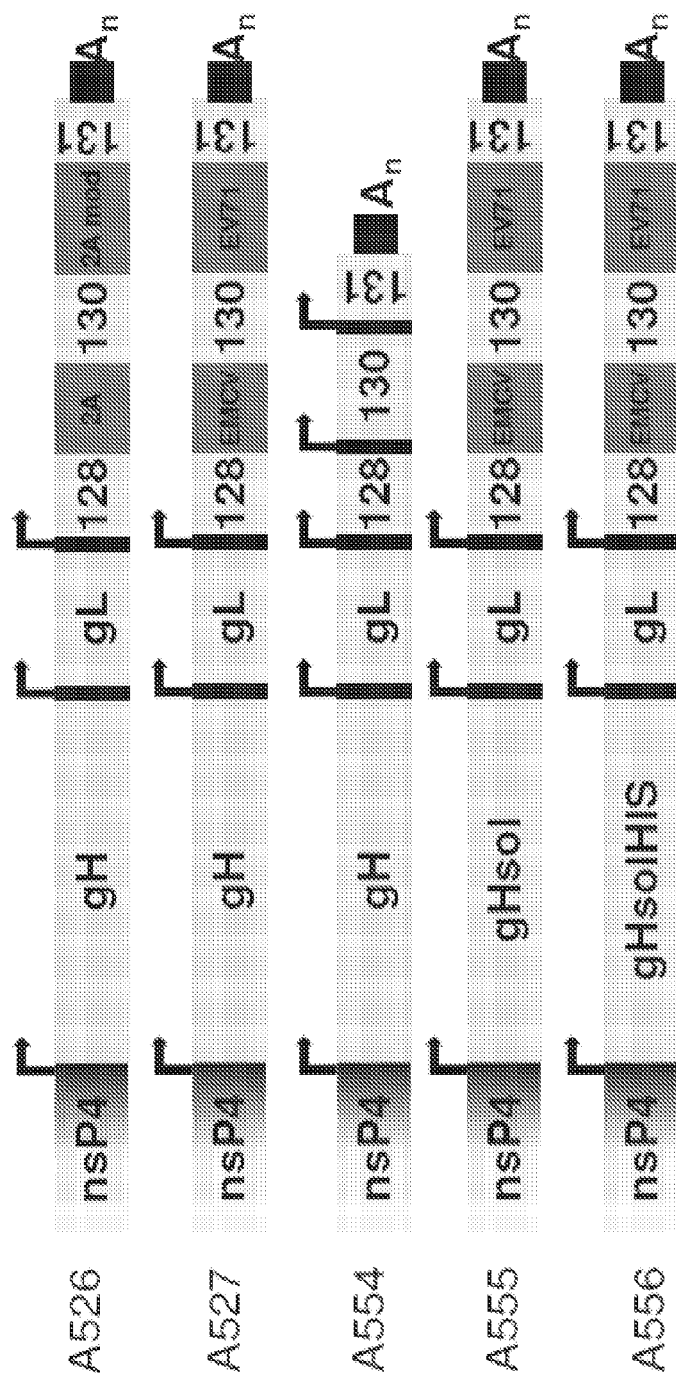 A526 nsP4 gH gL 128 2A 130 2A mod 131 An
A527 nsP4 gH gL 128 EMCV 130 EV71 131 An
A554 nsP4 gH gL 128 130 131 An
A555 nsP4 gHsol gL 128 EMCV 130 EV71 131 An
A556 nsP4 gHsolHIS gL 128 EMCV 130 EV71 131 An